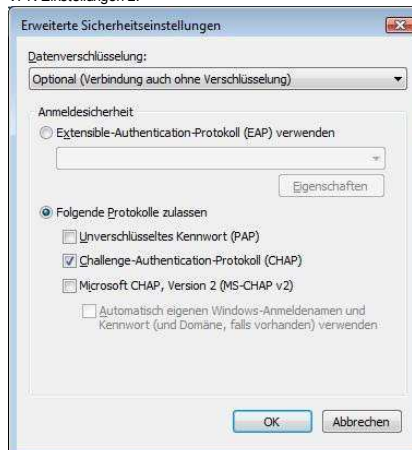 Erweiterte Sicherheitseinstellungen
Datenverschlüsselung:
Optional (Verbindung auch ohne Verschlüsselung)
Anmeldesicherheit
Extensible-Authentication-Protokoll (EAP) verwenden
Eigenschaften
Folgende Protokolle zulassen
Unverschlüsseltes Kennwort (PAP)
Challenge-Authentication-Protokoll (CHAP)
Microsoft CHAP, Version 2 (MS-CHAP v2)
Automatisch eigenen Windows-Anmeldenamen und
Kennwort (und Domäne, falls vorhanden) verwenden
OK Abbrechen